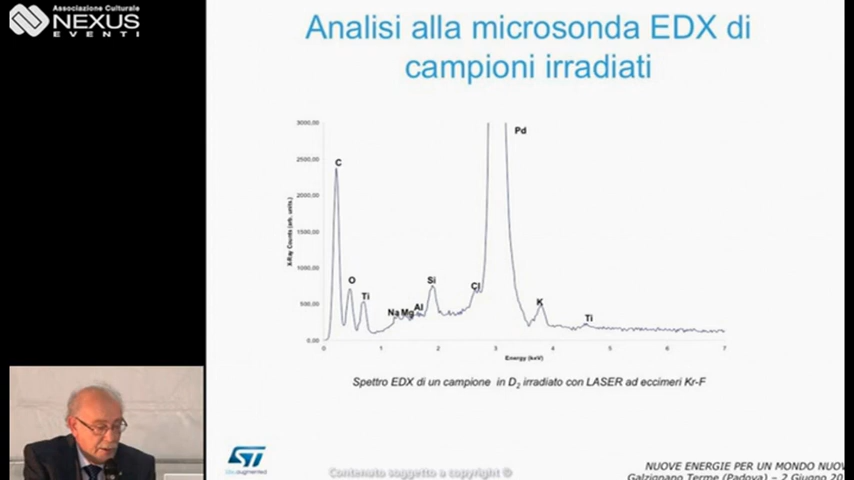 Associazione Culturale
NEXUS
EVENTI
Analisi alla microsonda EDX di
campioni irradiati
3000,00
2500,00
2000,00
1500,00
1000,00
500,00
0,00
X-Ray Counts (arb. units.)
C
O
Ti
Na Mg Al
Si
Cl
Pd
K
Ti
0 1 2 3 4 5 6 7
Energy (keV)
Spettro EDX di un campione in D2 irradiato con LASER ad eccimeri Kr-F
ST
life.augmented
Contenuto soggetto a copyright ©
NUOVE ENERGIE PER UN MONDO NUOV
Galzignano Terme (Padova) – 2 Giugno 20